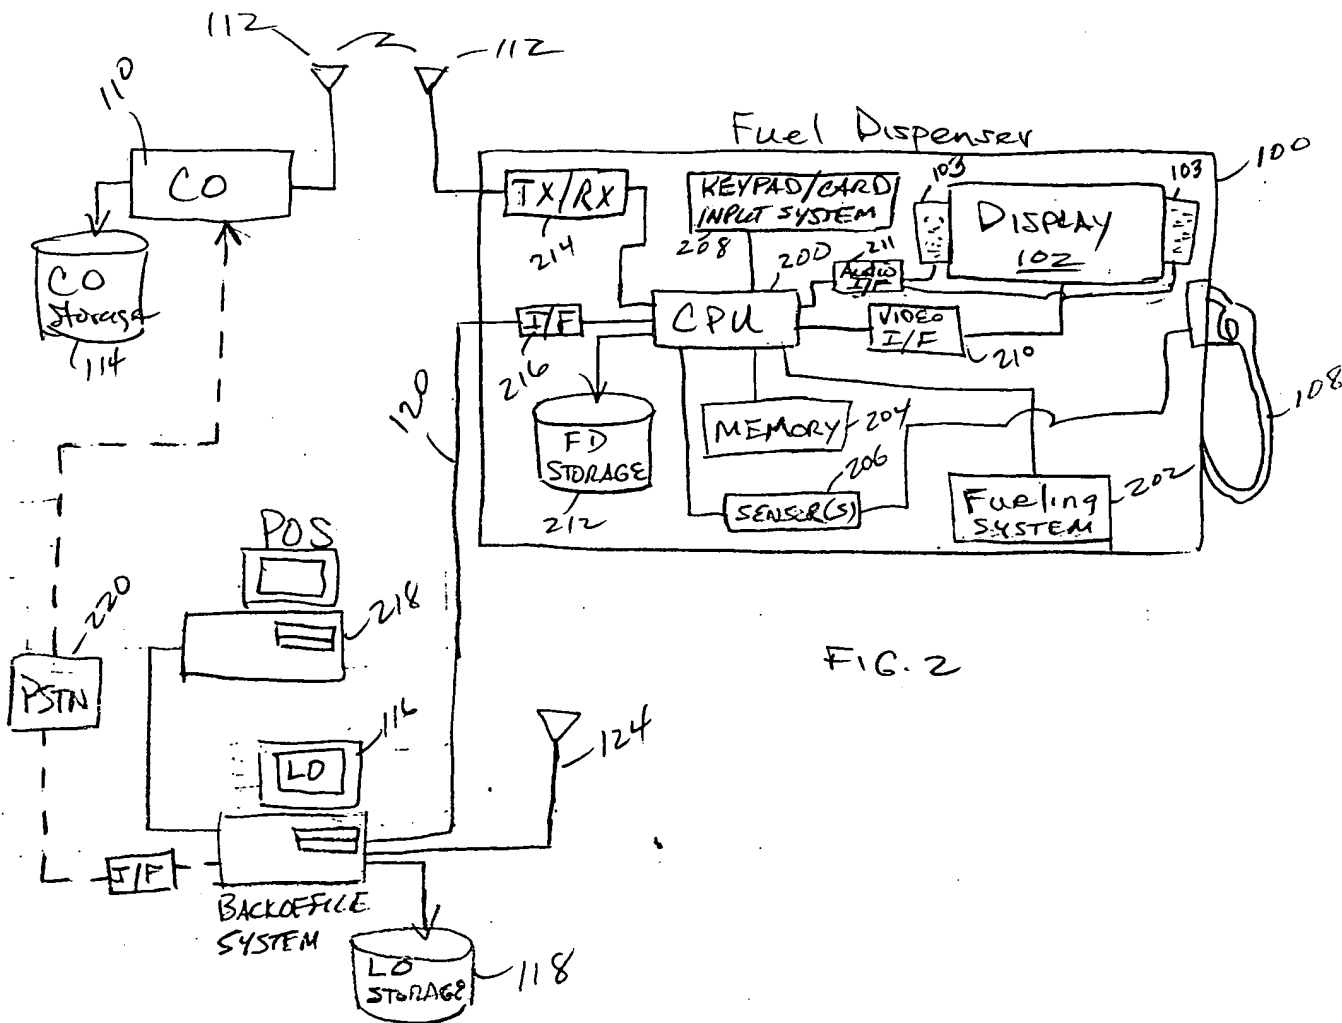 112
112
110
CO
CO
Storage
114
Fuel Dispenser
100
TX/RX
214
KEYPAD/CARD
INPUT SYSTEM
208
103
DISPLAY
102
103
200
211
AUDIO
I/F
CPU
VIDEO
I/F
210
I/F
216
120
108
FD
STORAGE
212
MEMORY
204
206
SENSER(S)
Fueling
SYSTEM
202
POS
218
220
PSTN
FIG. 2
116
LO
124
I/F
BACKOFFICE
SYSTEM
LO
STORAGE
118